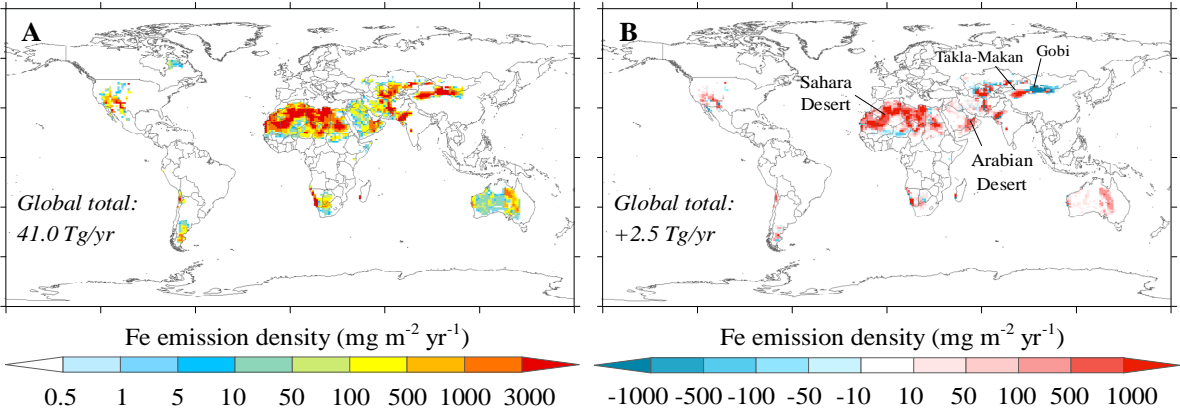 A
Global total:
41.0 Tg/yr
Fe emission density (mg m⁻² yr⁻¹)
0.5 1 5 10 50 100 500 1000 3000
B
Takla-Makan
Gobi
Sahara
Desert
Arabian
Desert
Global total:
+2.5 Tg/yr
Fe emission density (mg m⁻² yr⁻¹)
-1000 -500 -100 -50 -10 10 50 100 500 1000